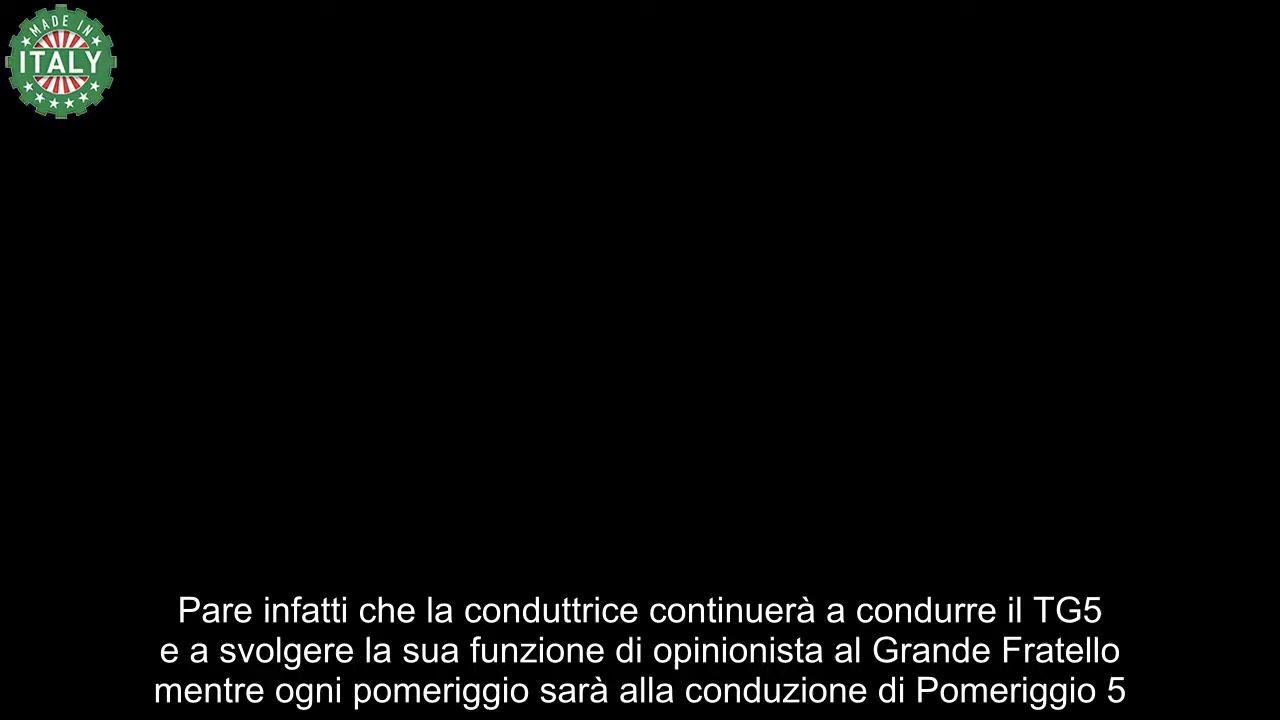 MADE IN
ITALY
Pare infatti che la conduttrice continuerà a condurre il TG5
e a svolgere la sua funzione di opinionista al Grande Fratello
mentre ogni pomeriggio sarà alla conduzione di Pomeriggio 5